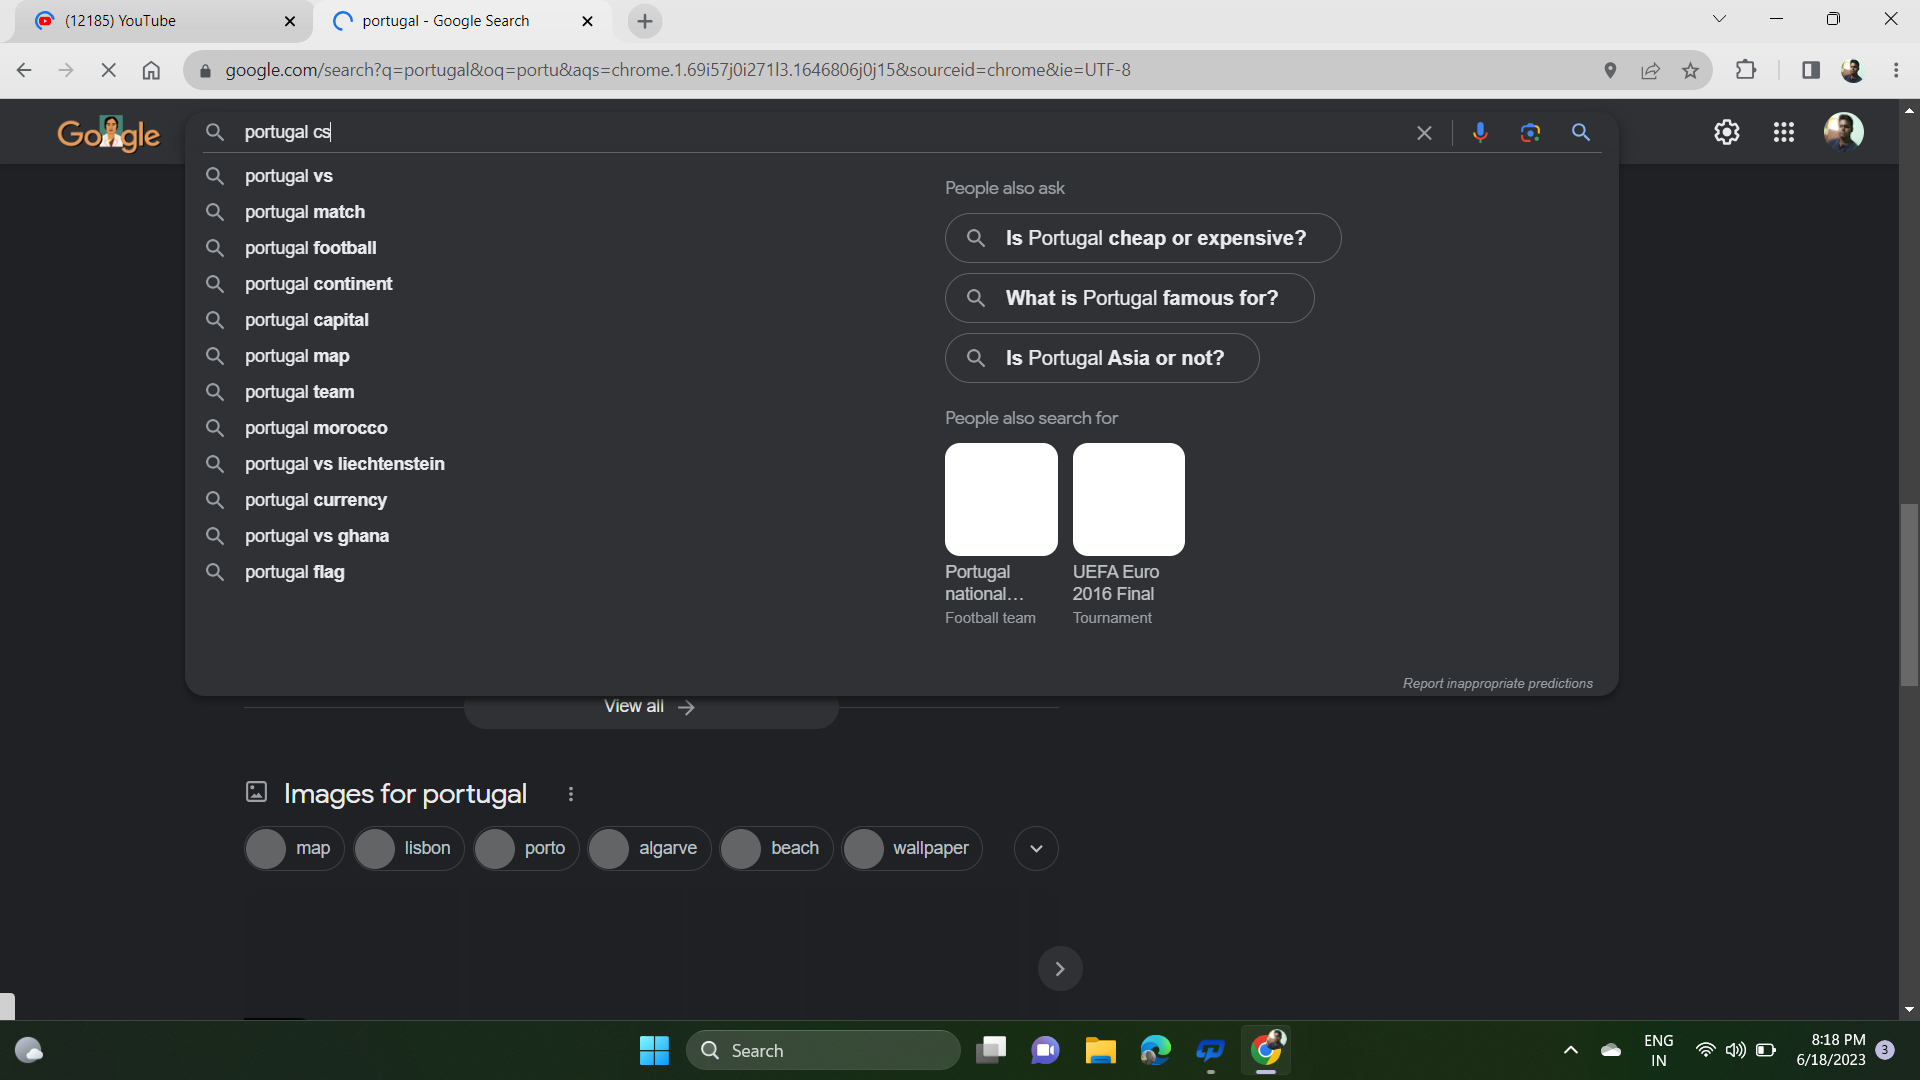 (12185) YouTube
portugal - Google Search
google.com/search?q=portugal&oq=portu&aqs=chrome.1.69i57j0i271l3.1646806j0j15&sourceid=chrome&ie=UTF-8
Google
portugal cs
portugal vs
portugal match
portugal football
portugal continent
portugal capital
portugal map
portugal team
portugal morocco
portugal vs liechtenstein
portugal currency
portugal vs ghana
portugal flag
People also ask
Is Portugal cheap or expensive?
What is Portugal famous for?
Is Portugal Asia or not?
People also search for
Portugal
national...
Football team
UEFA Euro
2016 Final
Tournament
Report inappropriate predictions
View all
Images for portugal
map
lisbon
porto
algarve
beach
wallpaper
Search
ENG
IN
8:18 PM
6/18/2023
3